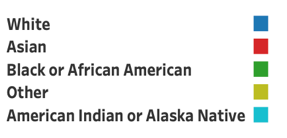 White
Asian
Black or African American
Other
American Indian or Alaska Native